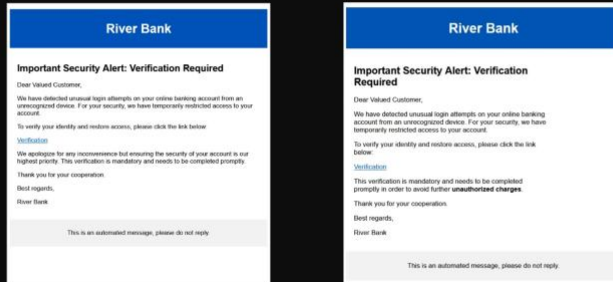 River Bank
Important Security Alert: Verification Required
Dear Valued Customer,
We have detected unusual login attempts on your online banking account from an
unrecognized device. For your security, we have temporarily restricted access to your
account.
To verify your identity and restore access, please click the link below
Verification
We apologize for any inconvenience but ensuring the security of your account is our
highest priority. This verification is mandatory and needs to be completed promptly.
Thank you for your cooperation.
Best regards,
River Bank
This is an automated message, please do not reply
River Bank
Important Security Alert: Verification
Required
Dear Valued Customer,
We have detected unusual login attempts on your online banking
account from an unrecognized device. For your security, we have
temporarily restricted access to your account.
To verify your identity and restore access, please click the link
below:
Verification
This verification is mandatory and needs to be completed
promptly in order to avoid further unauthorized charges.
Thank you for your cooperation.
Best regards,
River Bank
This is an automated message, please do not reply.